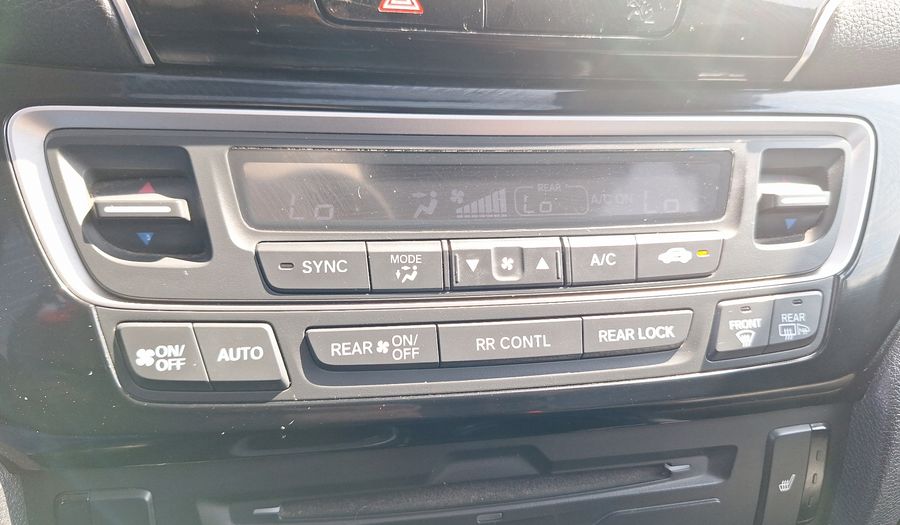 REAR
Lo Lo A/C ON Lo
SYNC MODE A/C
ON/OFF AUTO REAR ON/OFF RR CONTL REAR LOCK FRONT REAR